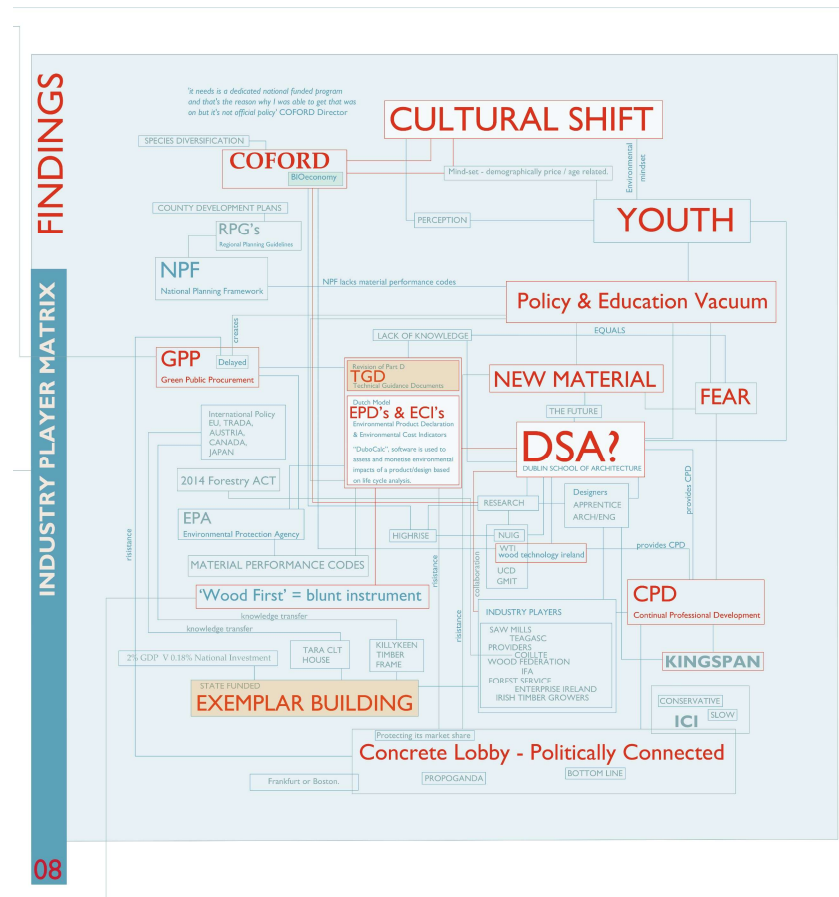 FINDINGS
INDUSTRY PLAYER MATRIX
08
'it needs is a dedicated national funded program
and that's the reason why I was able to get that was
on but it's not official policy' COFORD Director
CULTURAL SHIFT
SPECIES DIVERSIFICATION
COFORD
BIOeconomy
Mind-set - demographically price / age related.
Environmental
mindset
COUNTY DEVELOPMENT PLANS
RPG's
Regional Planning Guidelines
PERCEPTION
YOUTH
NPF
National Planning Framework
NPF lacks material performance codes
Policy & Education Vacuum
creates
LACK OF KNOWLEDGE
EQUALS
GPP
Delayed
Green Public Procurement
Revision of Part D
TGD
Technical Guidance Documents
NEW MATERIAL
FEAR
Dutch Model
EPD's & ECI's
Environmental Product Declaration
& Environmental Cost Indicators
"DuboCalc", software is used to
assess and monetise environmental
impacts of a product/design based
on life cycle analysis.
THE FUTURE
International Policy
EU, TRADA,
AUSTRIA,
CANADA,
JAPAN
DSA?
DUBLIN SCHOOL OF ARCHITECTURE
2014 Forestry ACT
provides CPD
RESEARCH
Designers
APPRENTICE
ARCH/ENG
EPA
Environmental Protection Agency
HIGHRISE
NUIG
WTI
wood technology ireland
UCD
GMIT
provides CPD
risistance
MATERIAL PERFORMANCE CODES
collaboration
'Wood First' = blunt instrument
CPD
Continual Professional Development
knowledge transfer
knowledge transfer
risistance
INDUSTRY PLAYERS
SAW MILLS
TEAGASC
PROVIDERS
COILLTE
WOOD FEDERATION
IFA
FOREST SERVICE
ENTERPRISE IRELAND
IRISH TIMBER GROWERS
2% GDP V 0.18% National Investment
TARA CLT
HOUSE
KILLYKEEN
TIMBER
FRAME
KINGSPAN
STATE FUNDED
EXEMPLAR BUILDING
CONSERVATIVE
ICI
SLOW
Protecting its market share
Concrete Lobby - Politically Connected
Frankfurt or Boston.
PROPOGANDA
BOTTOM LINE